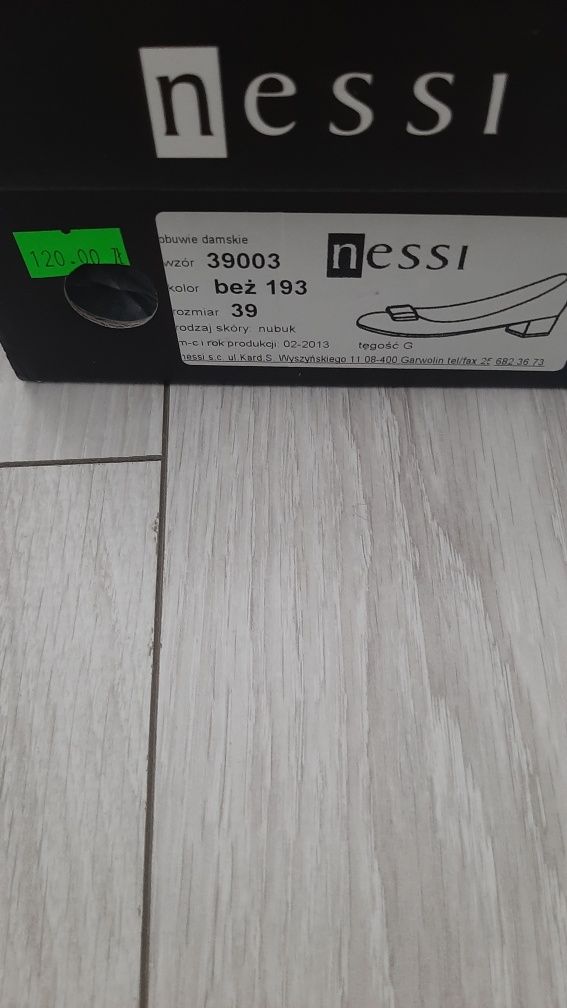 nessi
120.00 zł
obuwie damskie
nessi
wzór 39003
kolor beż 193
rozmiar 39
rodzaj skóry: nubuk
m-c i rok produkcji: 02-2013 tęgość G
nessi s.c. ul.Kard.S. Wyszyńskiego 11 08-400 Garwolin tel/fax 25 682 36 73